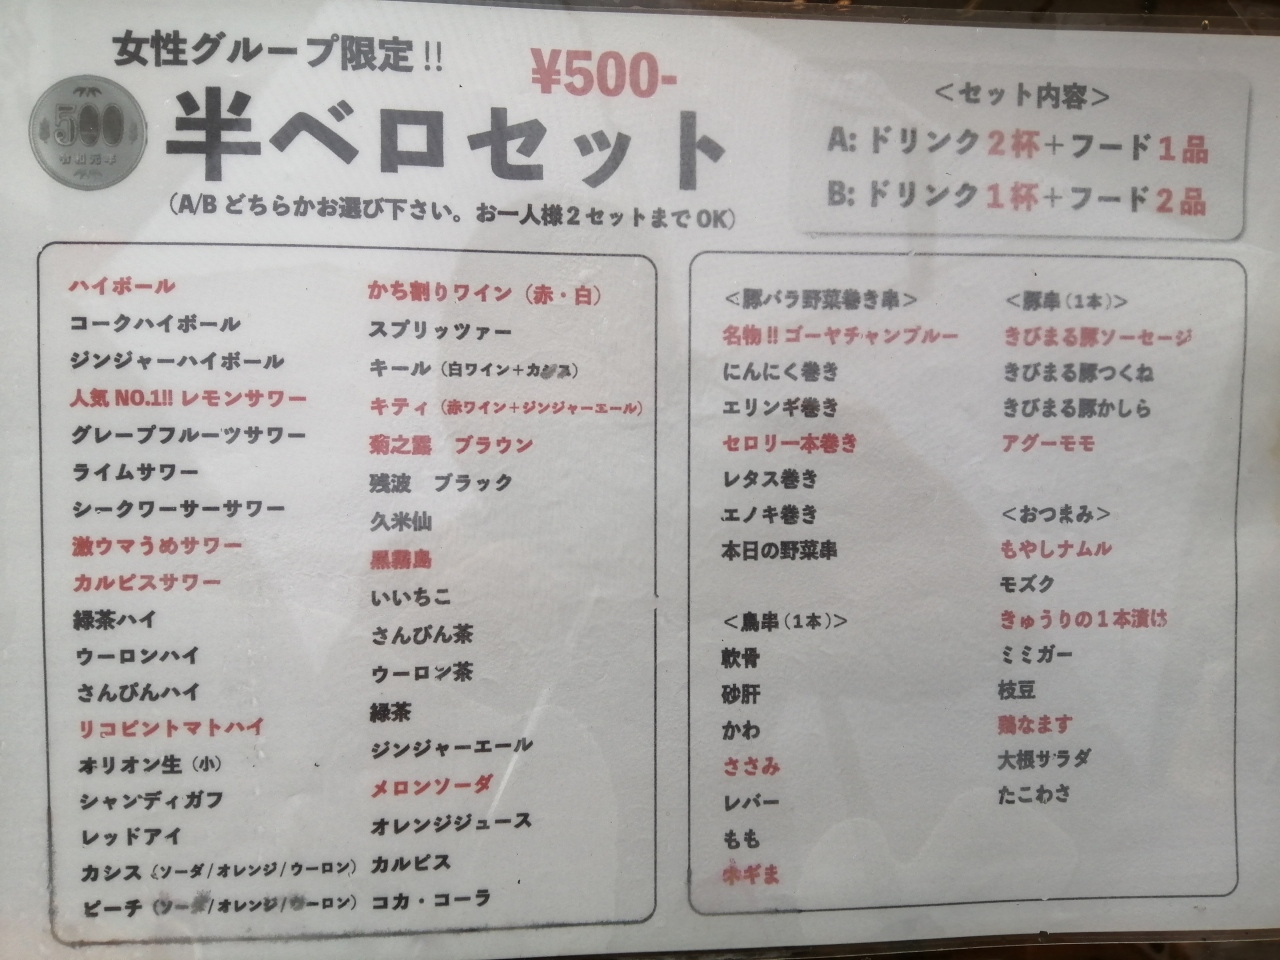 女性グループ限定!!
¥500-
500
令和元年
半ベロセット
(A/B どちらかお選び下さい。お一人様2セットまでOK)
<セット内容>
A: ドリンク2杯+フード1品
B: ドリンク1杯+フード2品
ハイボール
コークハイボール
ジンジャーハイボール
人気 NO.1!! レモンサワー
グレープフルーツサワー
ライムサワー
シークワーサーサワー
激ウマうめサワー
カルピスサワー
緑茶ハイ
ウーロンハイ
さんぴんハイ
リコピントマトハイ
オリオン生(小)
シャンディガフ
レッドアイ
カシス(ソーダ/オレンジ/ウーロン)
ピーチ(ソーダ/オレンジ/ウーロン)
かち割りワイン(赤・白)
スプリッツァー
キール(白ワイン+カシス)
キティ(赤ワイン+ジンジャーエール)
菊之露 ブラウン
残波 ブラック
久米仙
黒霧島
いいちこ
さんぴん茶
ウーロン茶
緑茶
ジンジャーエール
メロンソーダ
オレンジジュース
カルピス
コカ・コーラ
<豚バラ野菜巻き串>
名物!! ゴーヤチャンプルー
にんにく巻き
エリンギ巻き
セロリ一本巻き
レタス巻き
エノキ巻き
本日の野菜串
<鳥串(1本)>
軟骨
砂肝
かわ
ささみ
レバー
もも
ネギま
<豚串(1本)>
きびまる豚ソーセージ
きびまる豚つくね
きびまる豚かしら
アグーモモ
<おつまみ>
もやしナムル
モズク
きゅうりの1本漬け
ミミガー
枝豆
鶏なます
大根サラダ
たこわさ